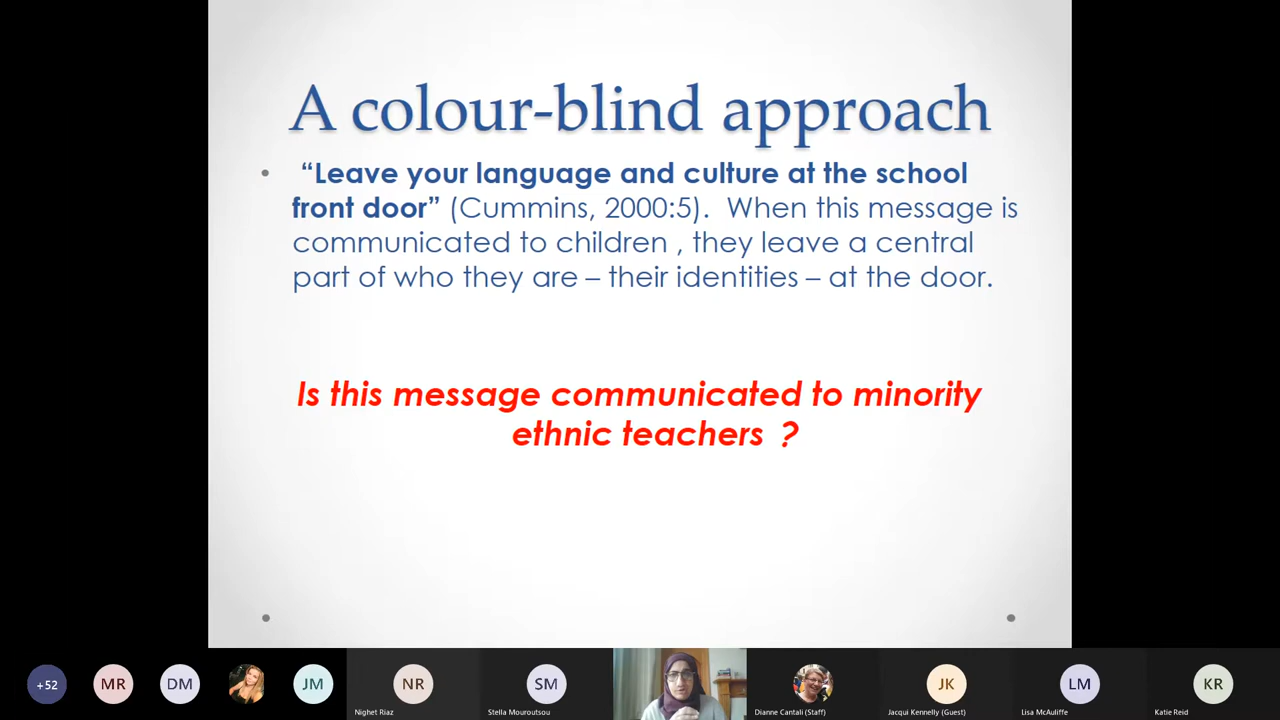 A colour-blind approach
• “Leave your language and culture at the school
front door” (Cummins, 2000:5). When this message is
communicated to children , they leave a central
part of who they are – their identities – at the door.
Is this message communicated to minority
ethnic teachers ?
+52
MR
DM
JM
NR
SM
JK
LM
KR
Nighet Riaz
Stella Mouroutsou
Dianne Cantali (Staff)
Jacqui Kennelly (Guest)
Lisa McAuliffe
Katie Reid